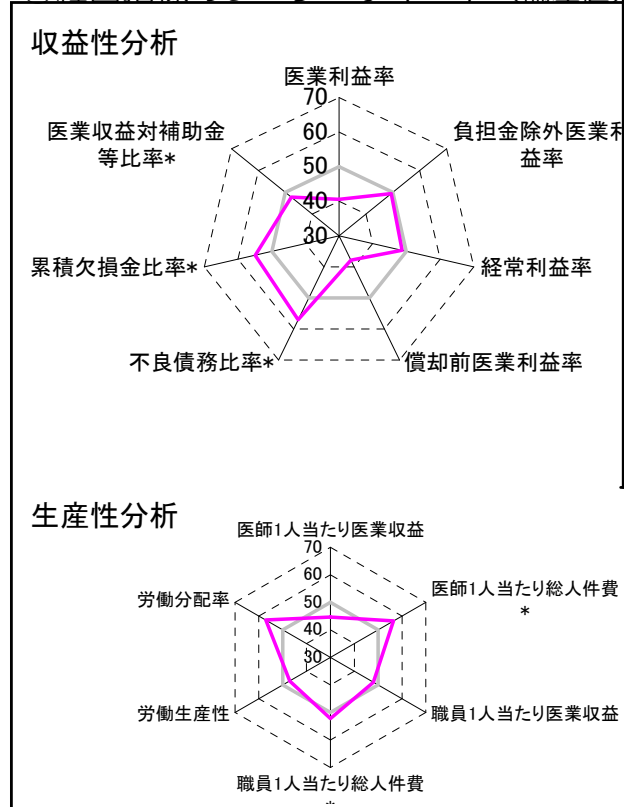 収益性分析
医業利益率
70
60
50
40
30
負担金除外医業利
益率
経常利益率
償却前医業利益率
不良債務比率*
累積欠損金比率*
医業収益対補助金
等比率*
生産性分析
医師1人当たり医業収益
70
60
50
40
30
医師1人当たり総人件費
*
職員1人当たり医業収益
職員1人当たり総人件費
*
労働生産性
労働分配率